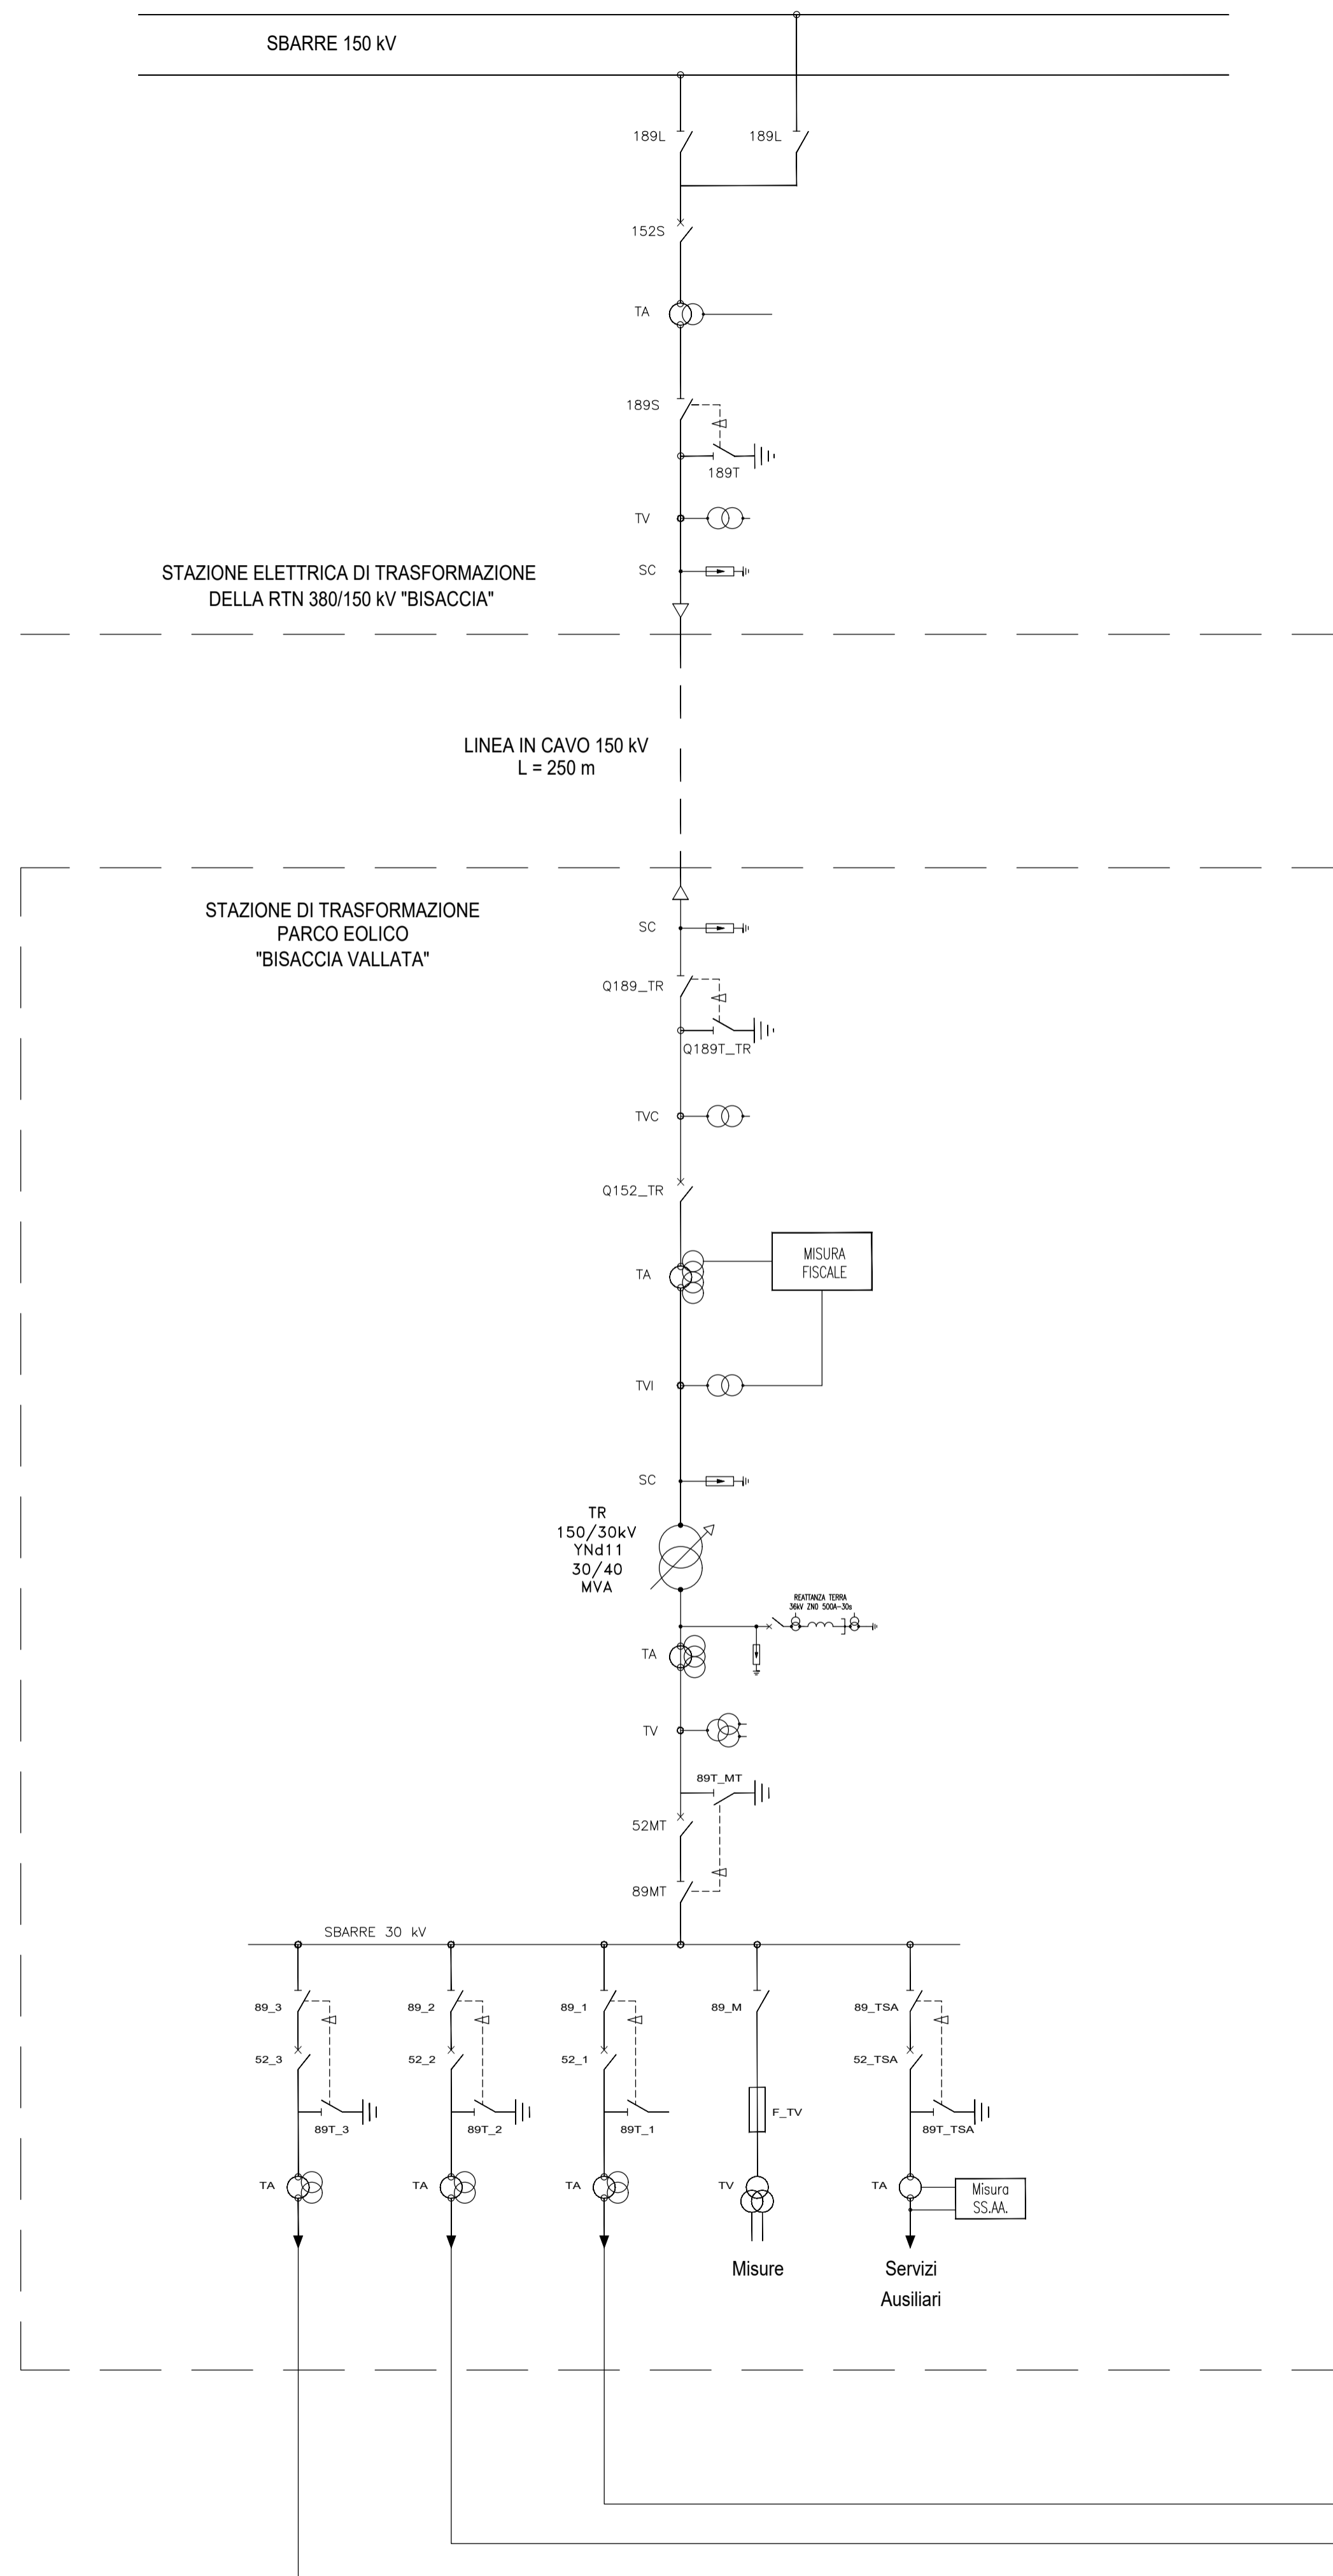 SBARRE 150 kV
189L
189L
152S
TA
189S
189T
TV
SC
STAZIONE ELETTRICA DI TRASFORMAZIONE
DELLA RTN 380/150 kV "BISACCIA"
LINEA IN CAVO 150 kV
L = 250 m
STAZIONE DI TRASFORMAZIONE
PARCO EOLICO
"BISACCIA VALLATA"
SC
Q189_TR
Q189T_TR
TVC
Q152_TR
TA
MISURA
FISCALE
TVI
SC
TR
150/30kV
YNd11
30/40
MVA
REATTANZA TERRA
36kV ZN0 500A-30s
TA
TV
89T_MT
52MT
89MT
SBARRE 30 kV
89_3
89_2
89_1
89_M
89_TSA
52_3
52_2
52_1
52_TSA
F_TV
89T_3
89T_2
89T_1
89T_TSA
TA
TA
TA
TV
TA
Misura
SS.AA.
Misure
Servizi
Ausiliari